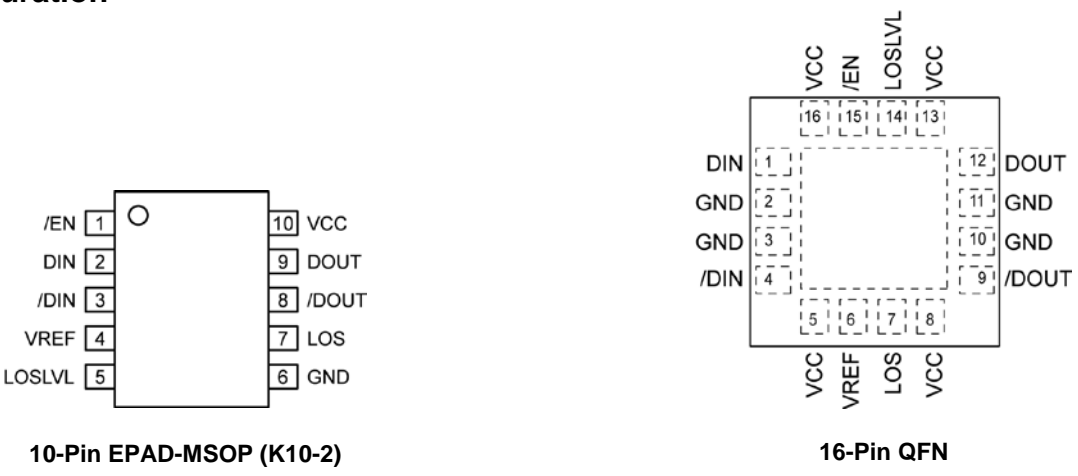 /EN 1
DIN 2
/DIN 3
VREF 4
LOSLVL 5
10 VCC
9 DOUT
8 /DOUT
7 LOS
6 GND
10-Pin EPAD-MSOP (K10-2)
VCC
/EN
LOSLVL
VCC
16 15 14 13
DIN 1
GND 2
GND 3
/DIN 4
12 DOUT
11 GND
10 GND
9 /DOUT
5 6 7 8
VCC
VREF
LOS
VCC
16-Pin QFN